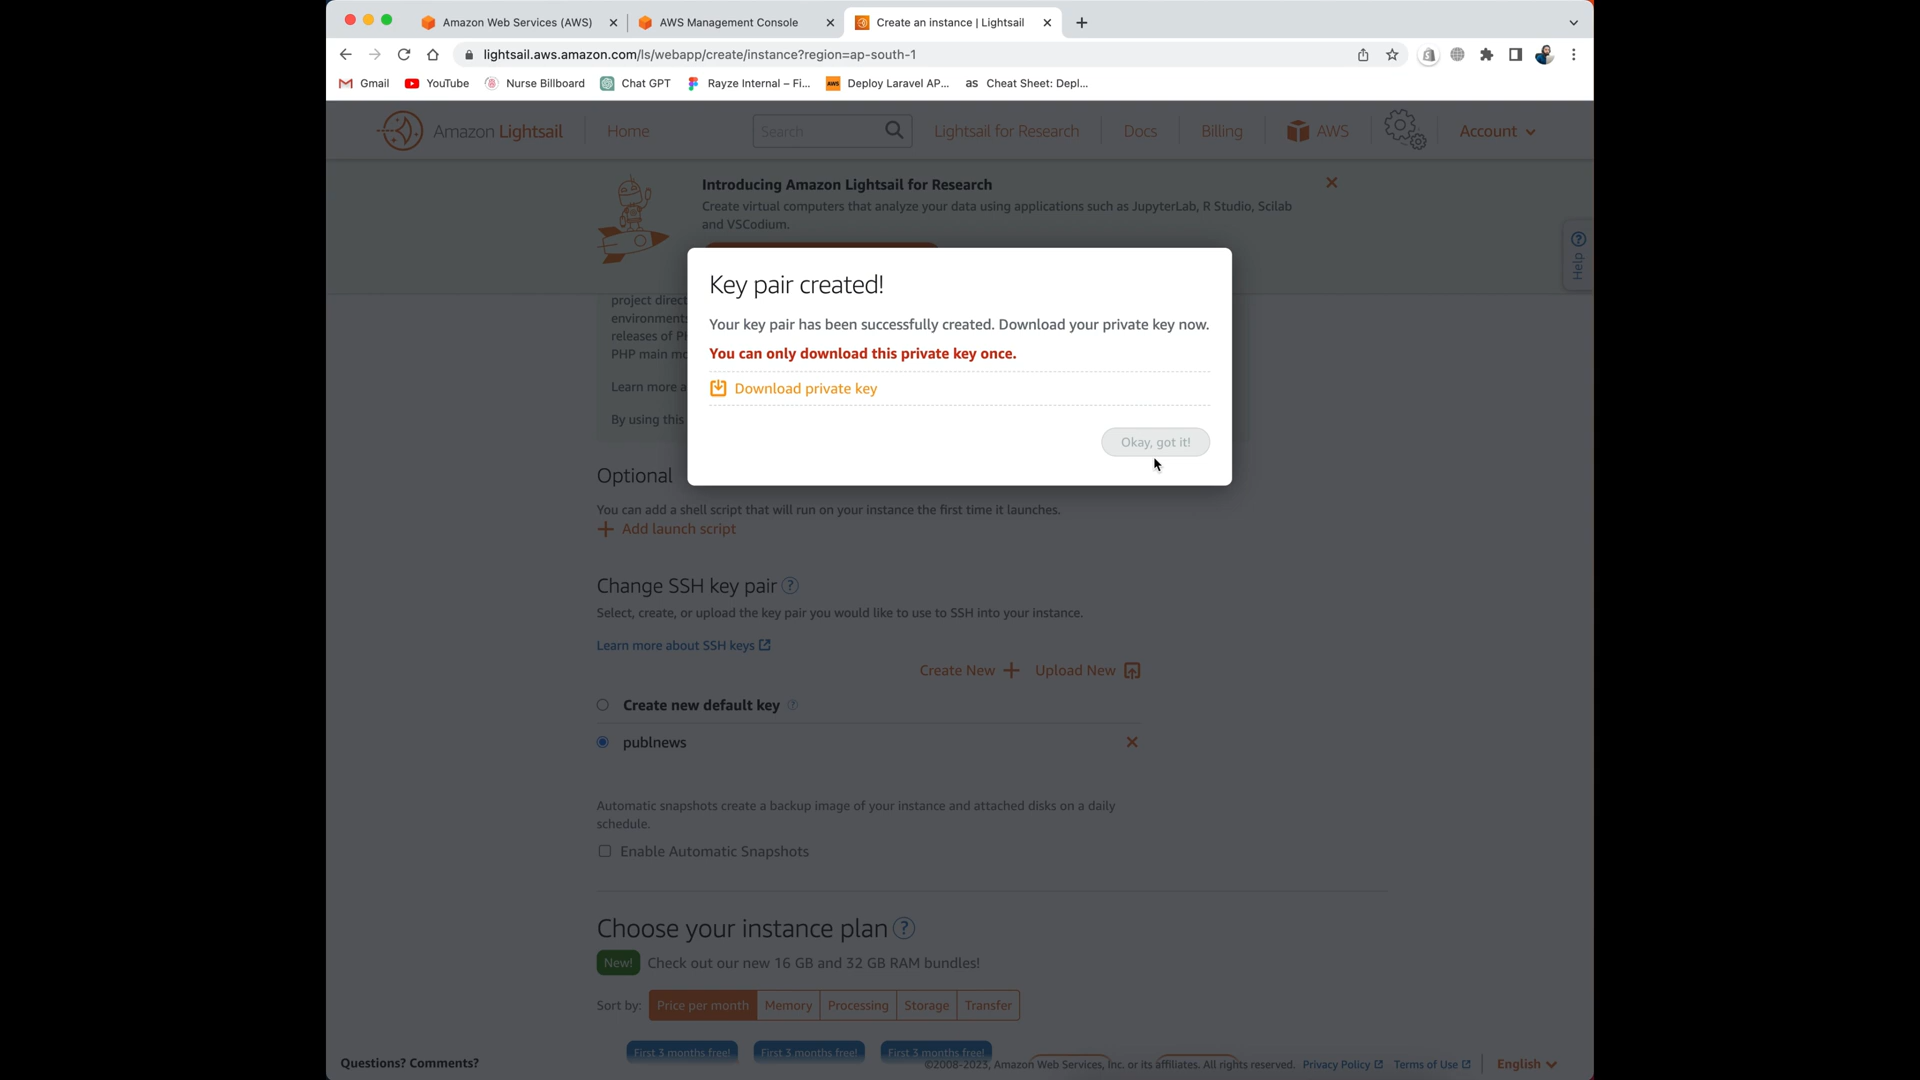 Amazon Web Services (AWS)
AWS Management Console
Create an instance | Lightsail
lightsail.aws.amazon.com/ls/webapp/create/instance?region=ap-south-1
Gmail
YouTube
Nurse Billboard
Chat GPT
Rayze Internal – Fi...
aws Deploy Laravel AP...
as Cheat Sheet: Depl...
Amazon Lightsail
Home
Search
Lightsail for Research
Docs
Billing
AWS
Account
Introducing Amazon Lightsail for Research
Create virtual computers that analyze your data using applications such as JupyterLab, R Studio, Scilab
and VSCodium.
Help
Key pair created!
Your key pair has been successfully created. Download your private key now.
You can only download this private key once.
Download private key
Okay, got it!
project direct
environments
releases of P
PHP main mo
Learn more a
By using this
Optional
You can add a shell script that will run on your instance the first time it launches.
Add launch script
Change SSH key pair ?
Select, create, or upload the key pair you would like to use to SSH into your instance.
Learn more about SSH keys
Create New
Upload New
Create new default key ?
publnews
Automatic snapshots create a backup image of your instance and attached disks on a daily
schedule.
Enable Automatic Snapshots
Choose your instance plan ?
New! Check out our new 16 GB and 32 GB RAM bundles!
Sort by: Price per month Memory Processing Storage Transfer
First 3 months free! First 3 months free! First 3 months free!
Questions? Comments?
©2008-2023, Amazon Web Services, Inc. or its affiliates. All rights reserved.
Privacy Policy
Terms of Use
English